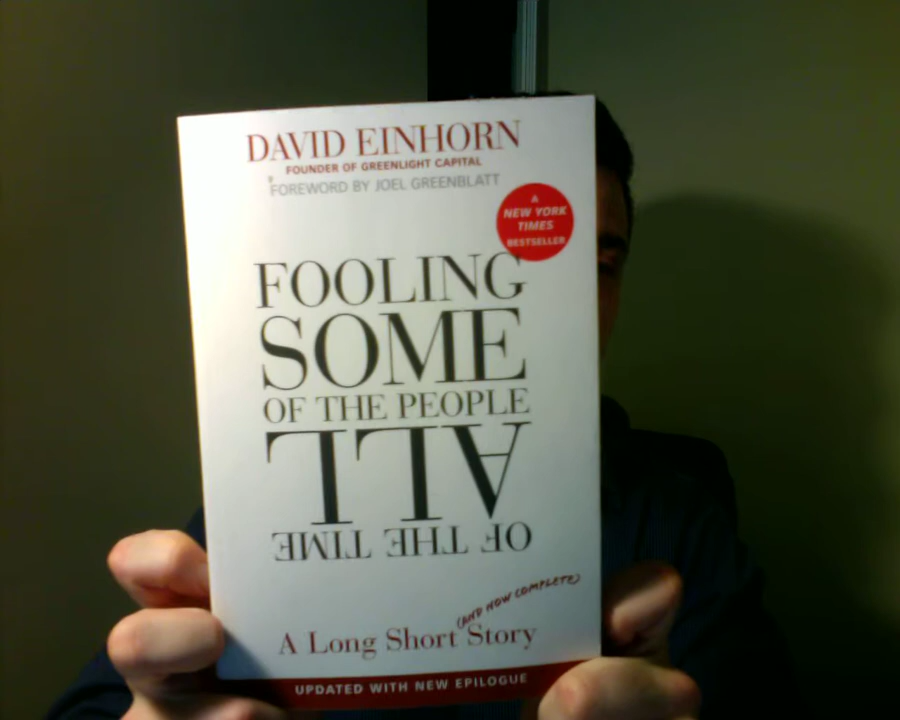 DAVID EINHORN
FOUNDER OF GREENLIGHT CAPITAL
FOREWORD BY JOEL GREENBLATT
A
NEW YORK
TIMES
BESTSELLER
FOOLING
SOME
OF THE PEOPLE
ALL
OF THE TIME
(AND NOW COMPLETE)
A Long Short Story
UPDATED WITH NEW EPILOGUE